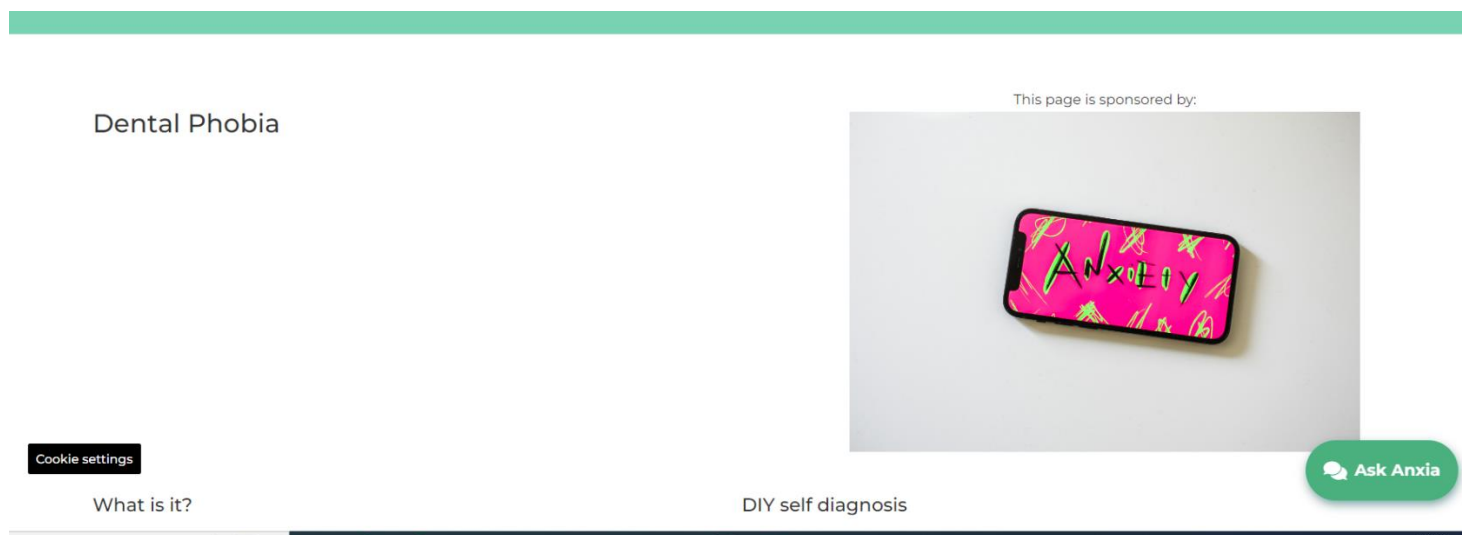 This page is sponsored by:
Dental Phobia
ANXiETY
Cookie settings
Ask Anxia
What is it?
DIY self diagnosis